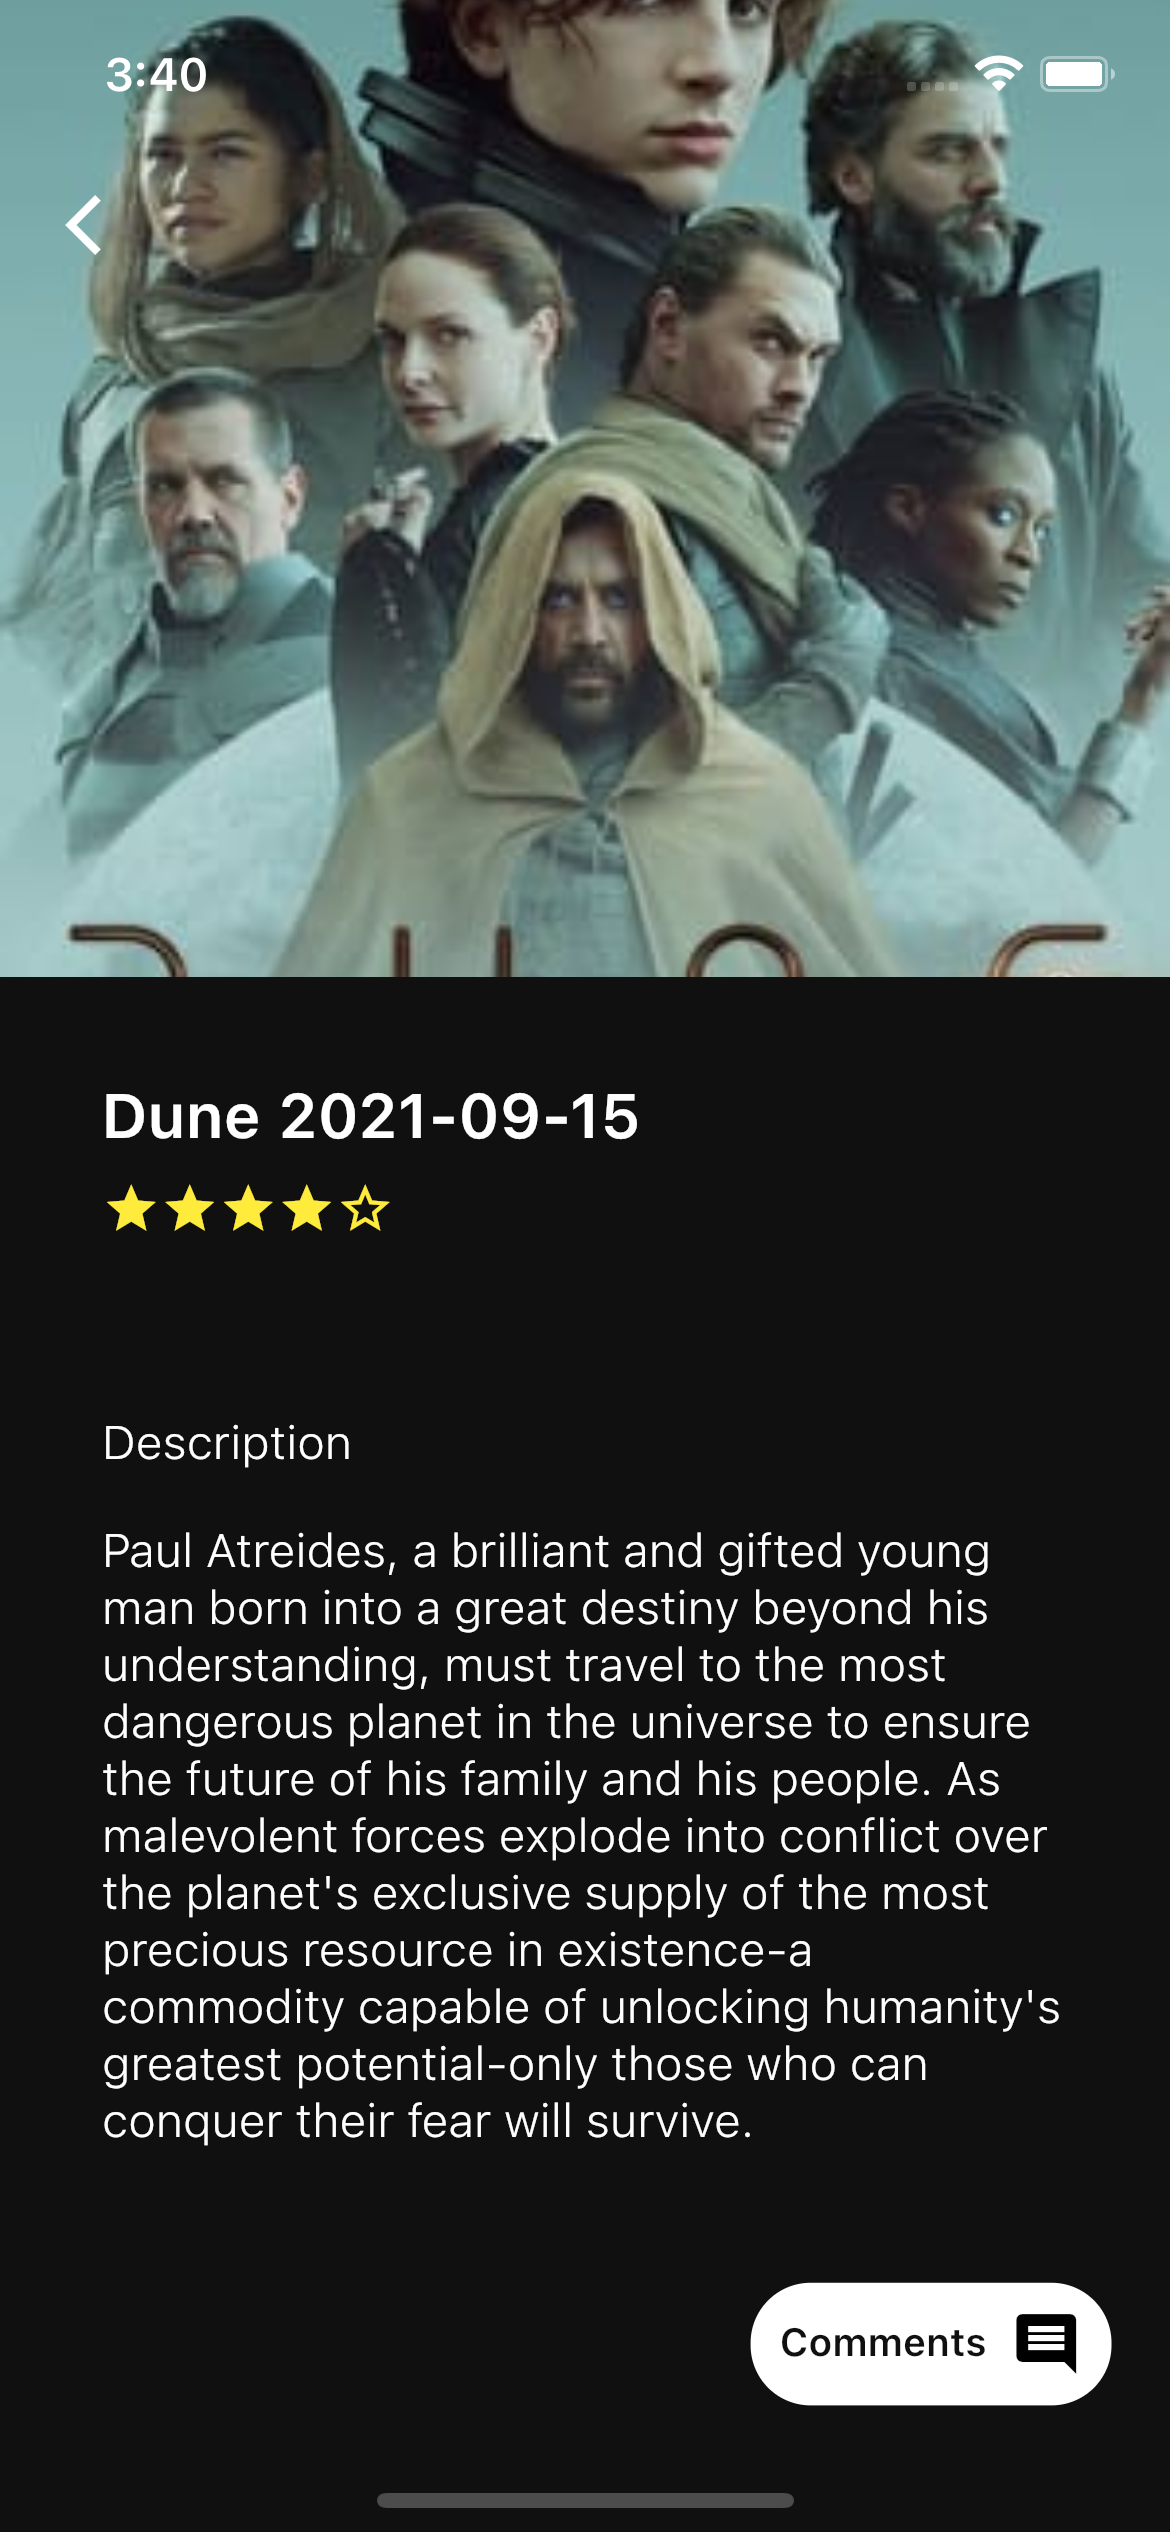 3:40
Dune 2021-09-15
Description
Paul Atreides, a brilliant and gifted young
man born into a great destiny beyond his
understanding, must travel to the most
dangerous planet in the universe to ensure
the future of his family and his people. As
malevolent forces explode into conflict over
the planet's exclusive supply of the most
precious resource in existence-a
commodity capable of unlocking humanity's
greatest potential-only those who can
conquer their fear will survive.
Comments